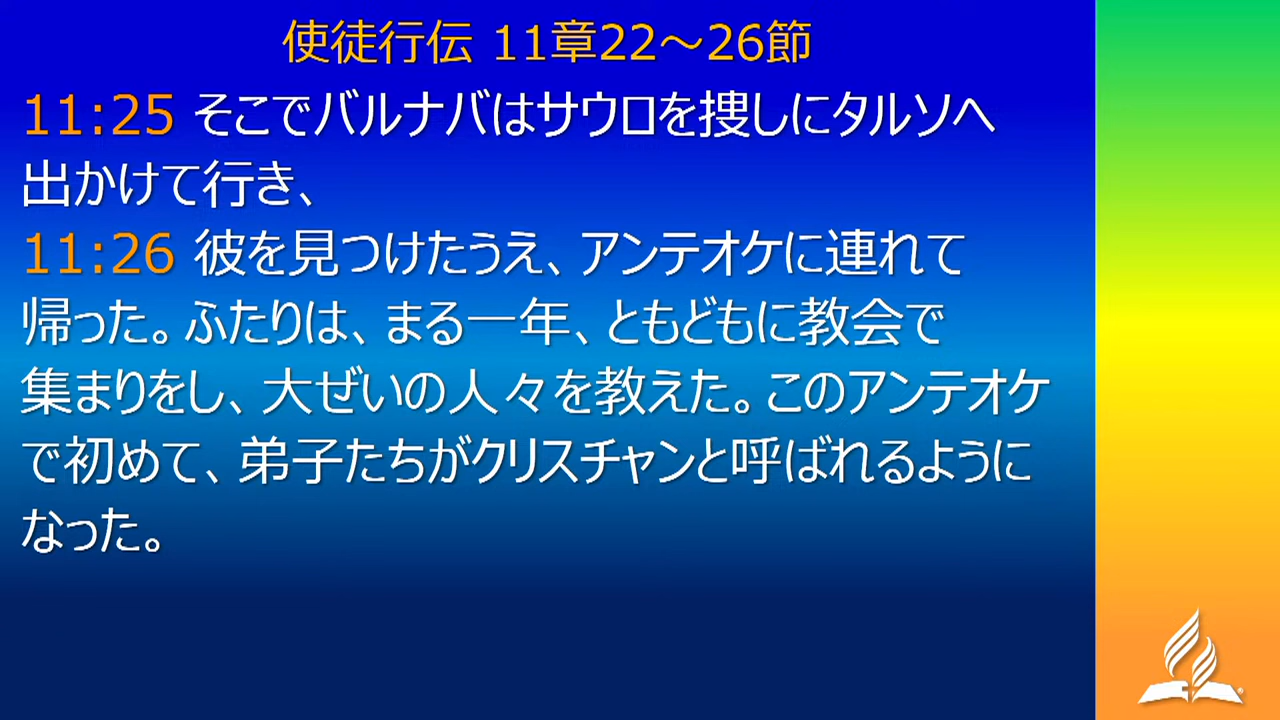 使徒行伝 11章22～26節
11:25 そこでバルナバはサウロを捜しにタルソへ
出かけて行き、
11:26 彼を見つけたうえ、アンテオケに連れて
帰った。ふたりは、まる一年、ともどもに教会で
集まりをし、大ぜいの人々を教えた。このアンテオケ
で初めて、弟子たちがクリスチャンと呼ばれるように
なった。